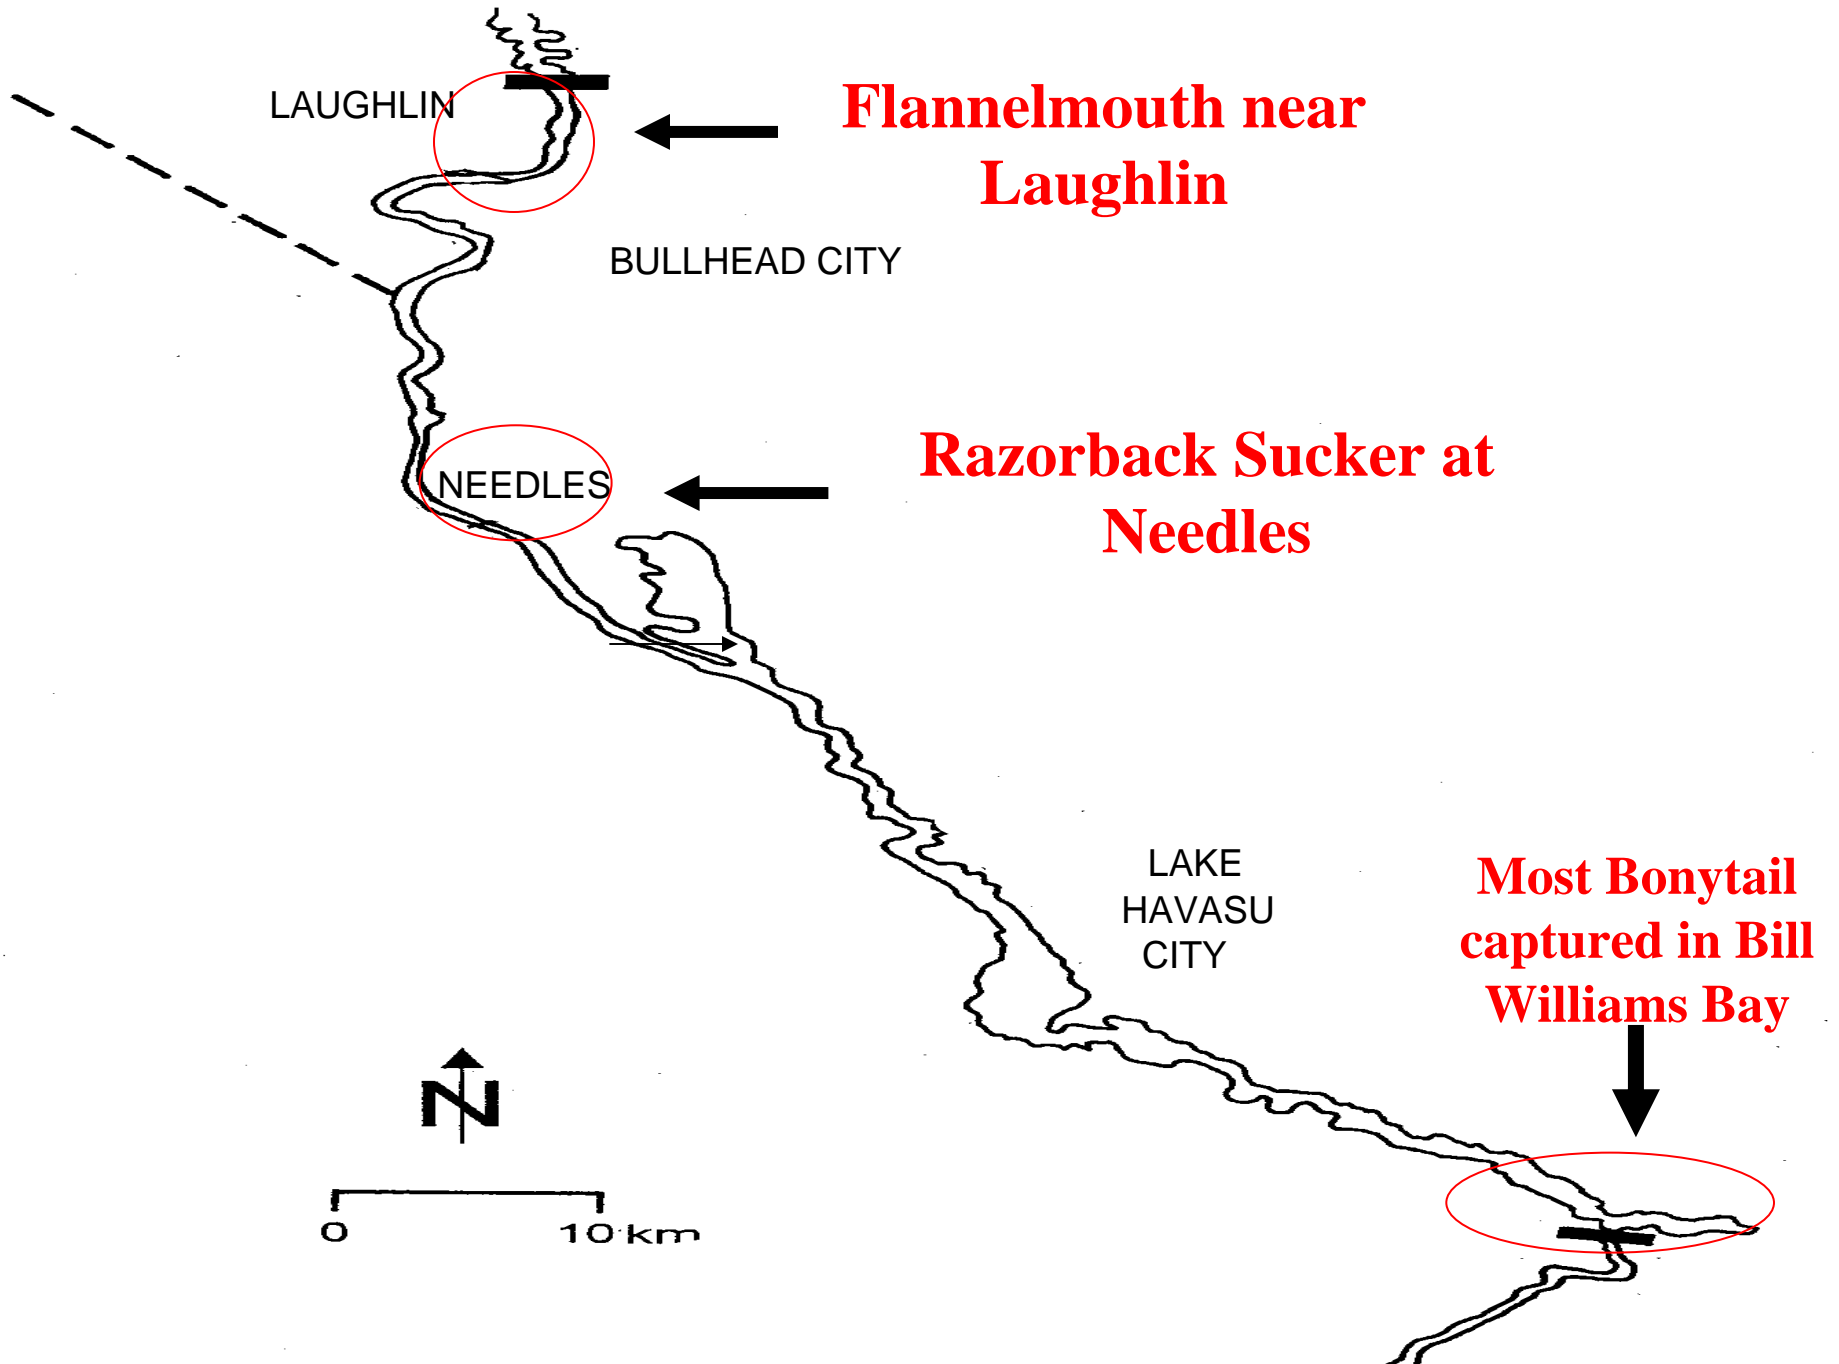 LAUGHLIN
Flannelmouth near
Laughlin
BULLHEAD CITY
NEEDLES
Razorback Sucker at
Needles
LAKE
HAVASU
CITY
Most Bonytail
captured in Bill
Williams Bay
N
0 10 km